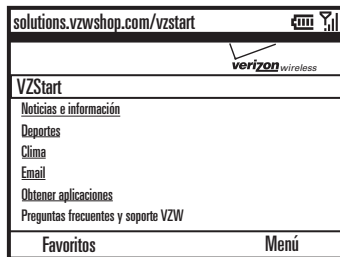 solutions.vzwshop.com/vzstart
verizon wireless
VZStart
Noticias e información
Deportes
Clima
Email
Obtener aplicaciones
Preguntas frecuentes y soporte VZW
Favoritos Menú